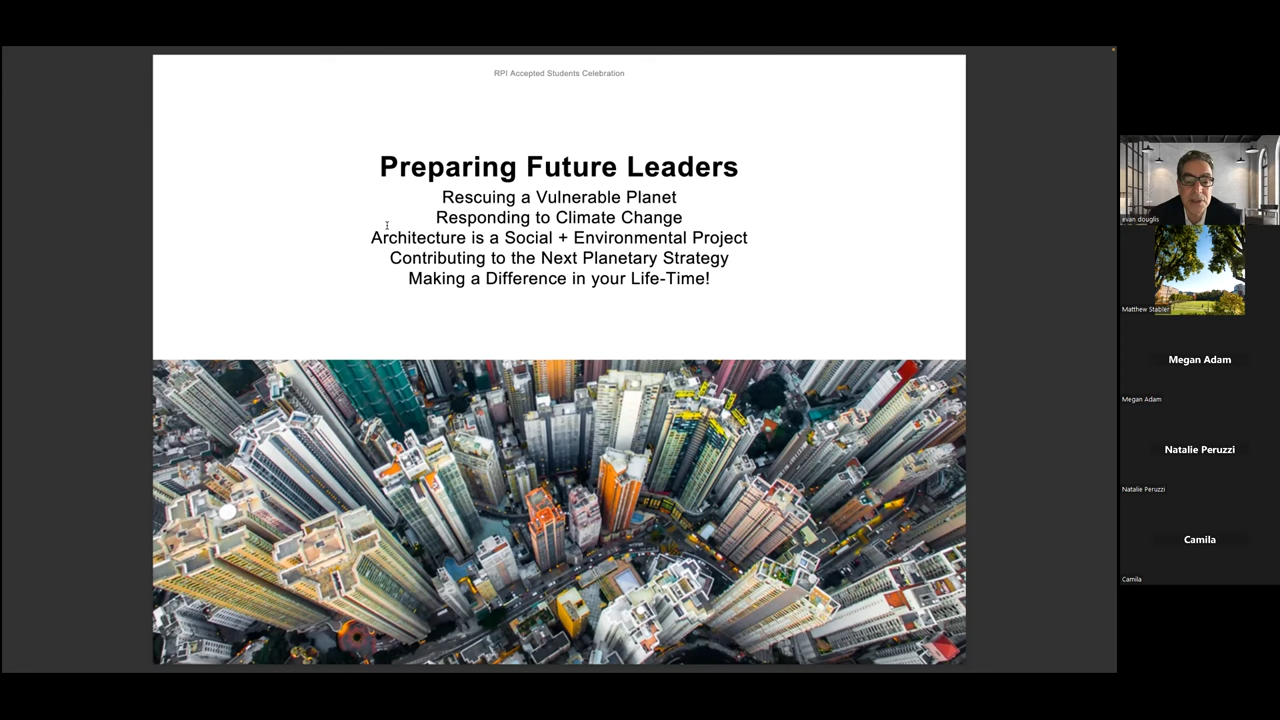 RPI Accepted Students Celebration
Preparing Future Leaders
Rescuing a Vulnerable Planet
Responding to Climate Change
Architecture is a Social + Environmental Project
Contributing to the Next Planetary Strategy
Making a Difference in your Life-Time!
evan douglis
Matthew Stabler
Megan Adam
Megan Adam
Natalie Peruzzi
Natalie Peruzzi
Camila
Camila